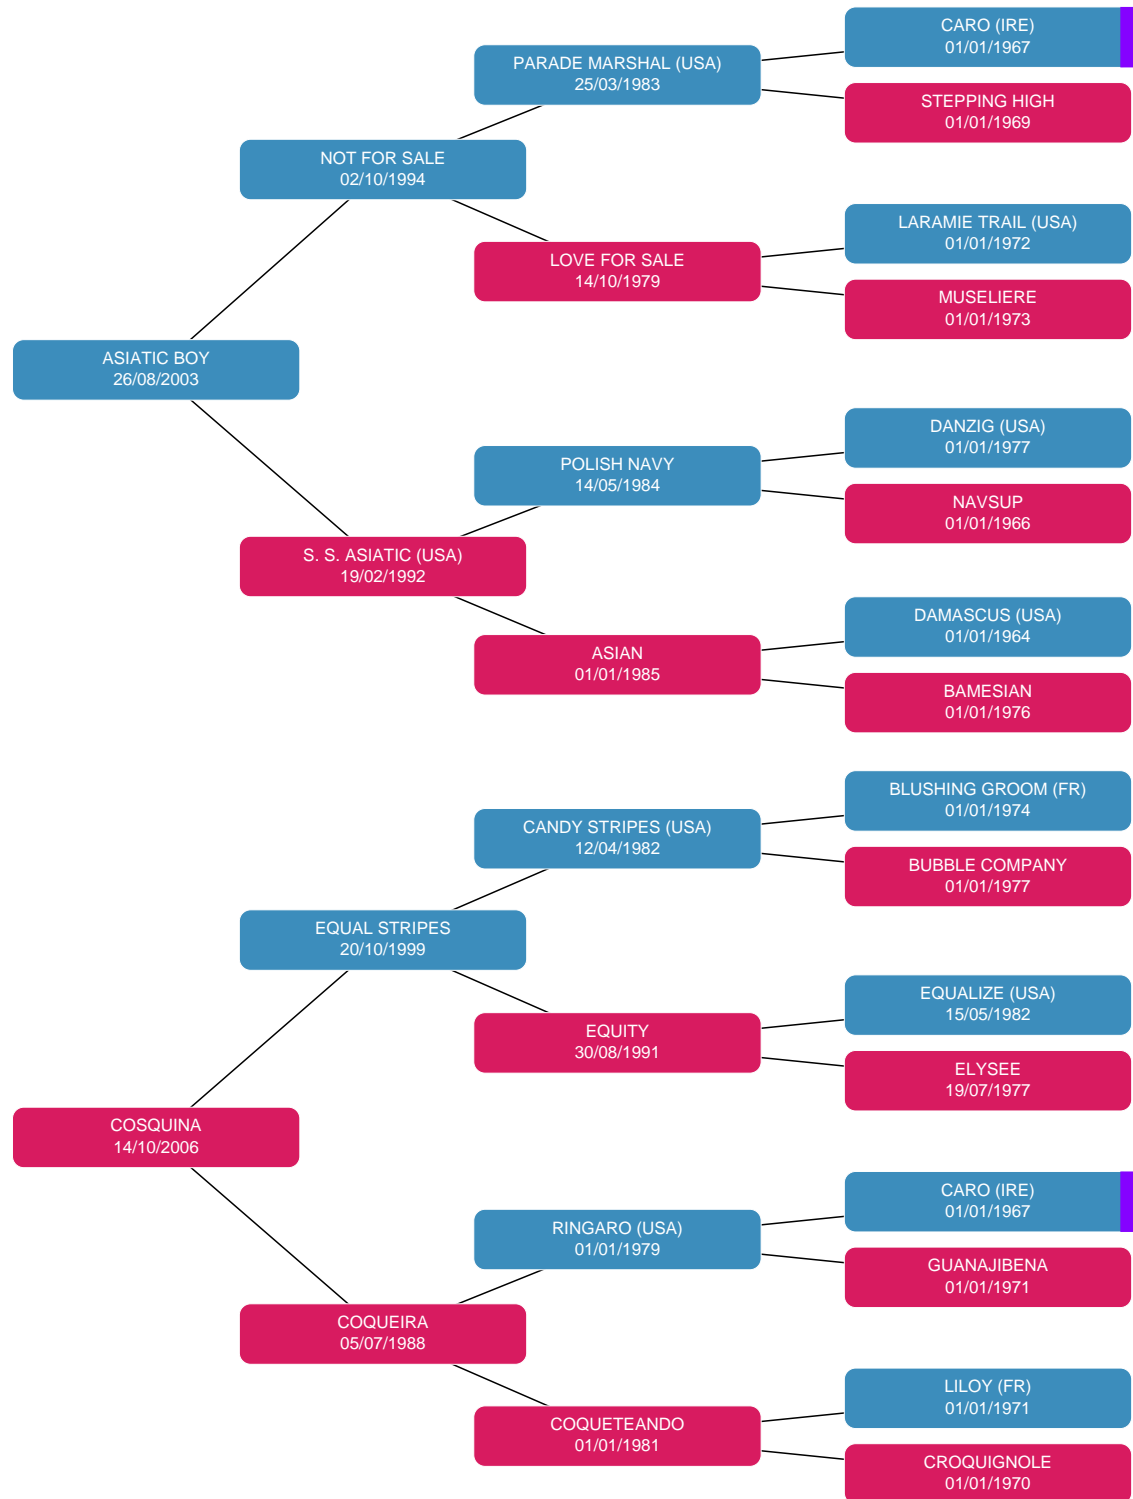 CARO (IRE)
01/01/1967
PARADE MARSHAL (USA)
25/03/1983
STEPPING HIGH
01/01/1969
NOT FOR SALE
02/10/1994
LARAMIE TRAIL (USA)
01/01/1972
LOVE FOR SALE
14/10/1979
MUSELIERE
01/01/1973
ASIATIC BOY
26/08/2003
DANZIG (USA)
01/01/1977
POLISH NAVY
14/05/1984
NAVSUP
01/01/1966
S. S. ASIATIC (USA)
19/02/1992
DAMASCUS (USA)
01/01/1964
ASIAN
01/01/1985
BAMESIAN
01/01/1976
BLUSHING GROOM (FR)
01/01/1974
CANDY STRIPES (USA)
12/04/1982
BUBBLE COMPANY
01/01/1977
EQUAL STRIPES
20/10/1999
EQUALIZE (USA)
15/05/1982
EQUITY
30/08/1991
ELYSEE
19/07/1977
COSQUINA
14/10/2006
CARO (IRE)
01/01/1967
RINGARO (USA)
01/01/1979
GUANAJIBENA
01/01/1971
COQUEIRA
05/07/1988
LILOY (FR)
01/01/1971
COQUETEANDO
01/01/1981
CROQUIGNOLE
01/01/1970